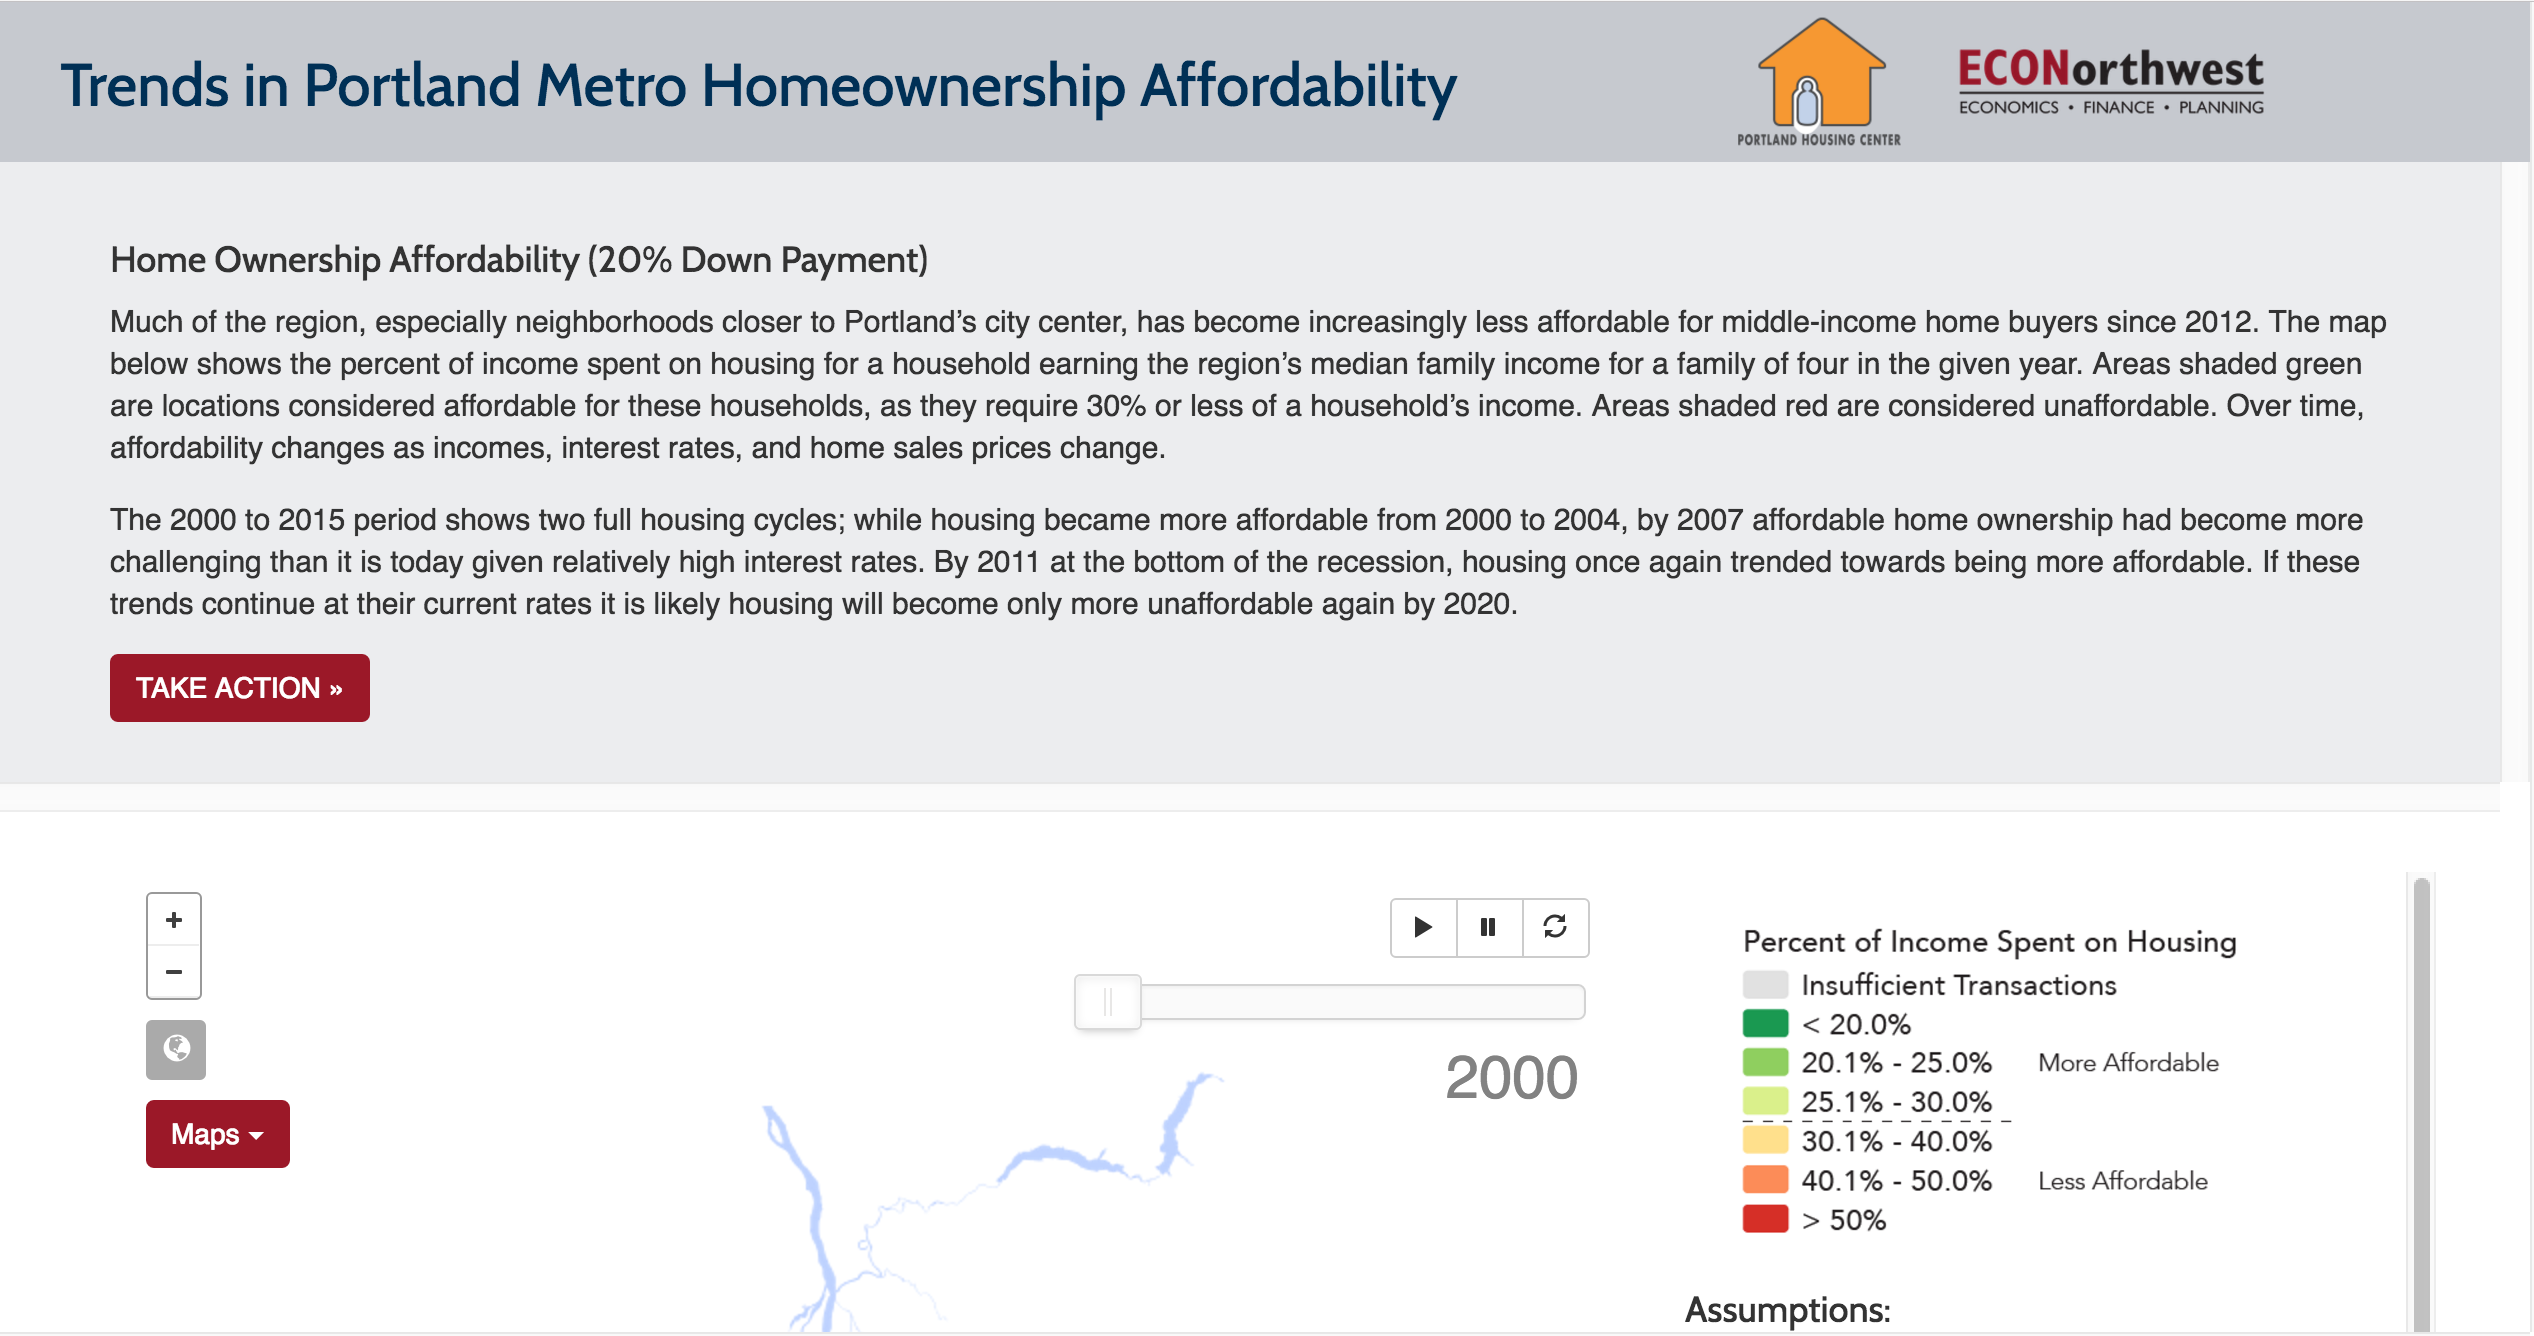 Trends in Portland Metro Homeownership Affordability
PORTLAND HOUSING CENTER
ECONorthwest
ECONOMICS • FINANCE • PLANNING
Home Ownership Affordability (20% Down Payment)
Much of the region, especially neighborhoods closer to Portland’s city center, has become increasingly less affordable for middle-income home buyers since 2012. The map
below shows the percent of income spent on housing for a household earning the region’s median family income for a family of four in the given year. Areas shaded green
are locations considered affordable for these households, as they require 30% or less of a household’s income. Areas shaded red are considered unaffordable. Over time,
affordability changes as incomes, interest rates, and home sales prices change.
The 2000 to 2015 period shows two full housing cycles; while housing became more affordable from 2000 to 2004, by 2007 affordable home ownership had become more
challenging than it is today given relatively high interest rates. By 2011 at the bottom of the recession, housing once again trended towards being more affordable. If these
trends continue at their current rates it is likely housing will become only more unaffordable again by 2020.
TAKE ACTION »
+
−
Maps
2000
Percent of Income Spent on Housing
Insufficient Transactions
< 20.0%
20.1% - 25.0% More Affordable
25.1% - 30.0%
30.1% - 40.0%
40.1% - 50.0% Less Affordable
> 50%
Assumptions: